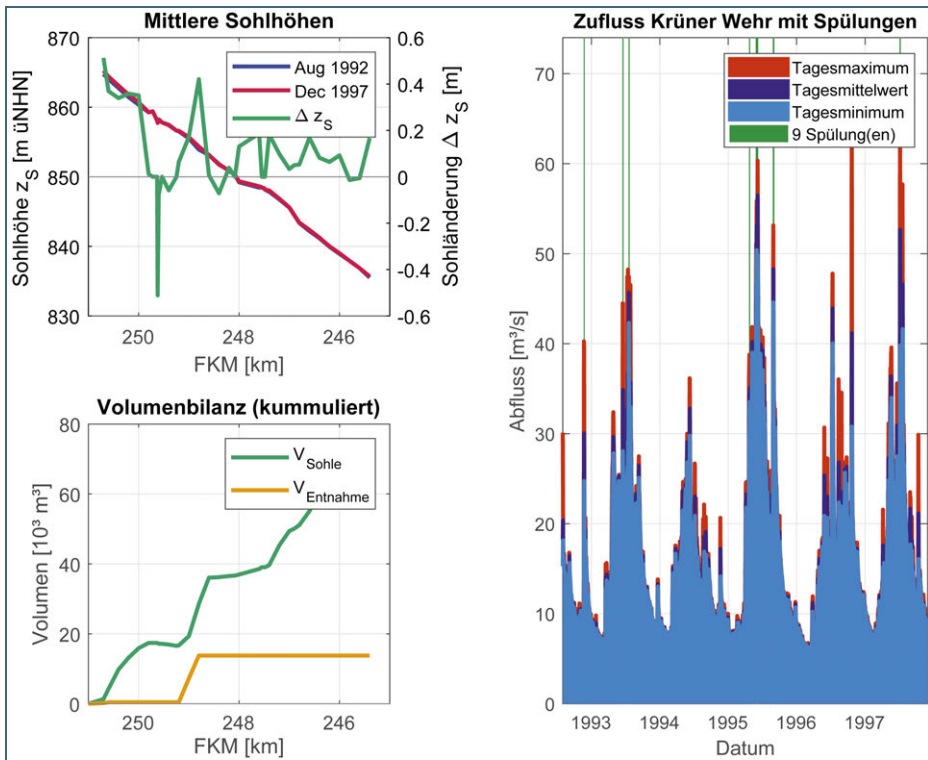 Mittlere Sohlhöhen
Sohlhöhe z_S [m üNHN]
870
860
850
840
830
0.6
0.4
0.2
0
-0.2
-0.4
-0.6
Sohländerung Δ z_S [m]
Aug 1992
Dec 1997
Δ z_S
250
248
246
FKM [km]
Volumenbilanz (kummuliert)
Volumen [10³ m³]
80
60
40
20
0
V_Sohle
V_Entnahme
250
248
246
FKM [km]
Zufluss Krüner Wehr mit Spülungen
Abfluss [m³/s]
70
60
50
40
30
20
10
0
Tagesmaximum
Tagesmittelwert
Tagesminimum
9 Spülung(en)
1993
1994
1995
1996
1997
Datum